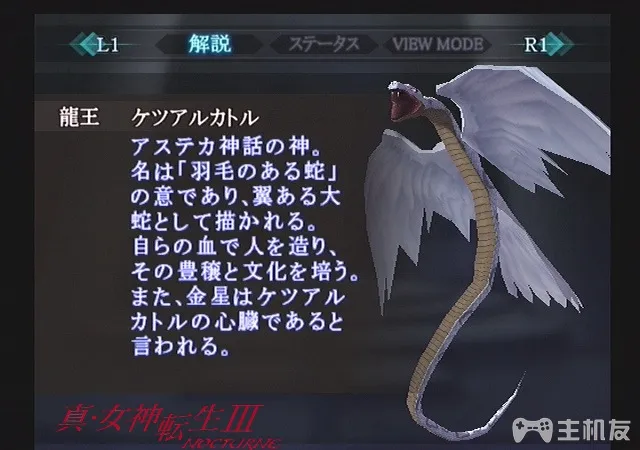 L1 解説 ステータス VIEW MODE R1
龍王 ケツアルカトル
アステカ神話の神。
名は「羽毛のある蛇」
の意であり、翼ある大
蛇として描かれる。
自らの血で人を造り、
その豊穣と文化を培う。
また、金星はケツアル
カトルの心臓であると
言われる。
真・女神転生III
NOCTURNE
主机友